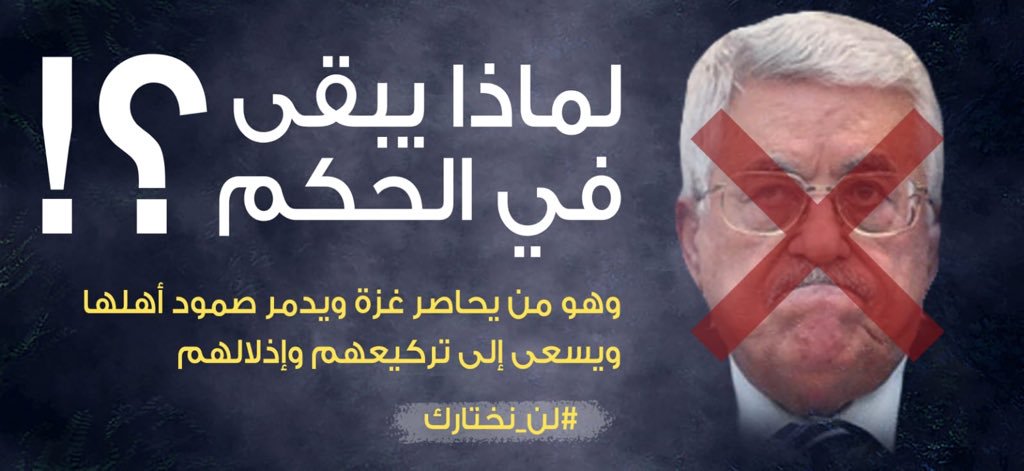 لماذا يبقى
في الحكم
؟!
وهو من يحاصر غزة ويدمر صمود أهلها
ويسعى إلى تركيعهم وإذلالهم
#لن_نختارك